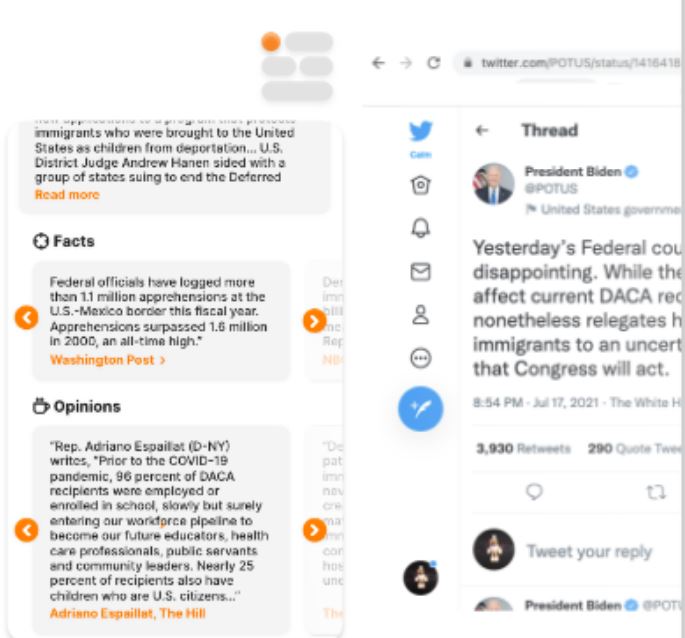 new applications to a program that protects
immigrants who were brought to the United
States as children from deportation... U.S.
District Judge Andrew Hanen sided with a
group of states suing to end the Deferred
Read more
Facts
Federal officials have logged more
than 1.1 million apprehensions at the
U.S.-Mexico border this fiscal year.
Apprehensions surpassed 1.6 million
in 2000, an all-time high."
Washington Post >
Opinions
"Rep. Adriano Espaillat (D-NY)
writes, "Prior to the COVID-19
pandemic, 96 percent of DACA
recipients were employed or
enrolled in school, slowly but surely
entering our workforce pipeline to
become our future educators, health
care professionals, public servants
and community leaders. Nearly 25
percent of recipients also have
children who are U.S. citizens..."
Adriano Espaillat, The Hill
twitter.com/POTUS/status/1416418
Calm
Thread
President Biden
@POTUS
United States governme
Yesterday's Federal cou
disappointing. While the
affect current DACA rec
nonetheless relegates h
immigrants to an uncert
that Congress will act.
8:54 PM · Jul 17, 2021 · The White H
3,930 Retweets 290 Quote Twee
Tweet your reply
President Biden @POTU